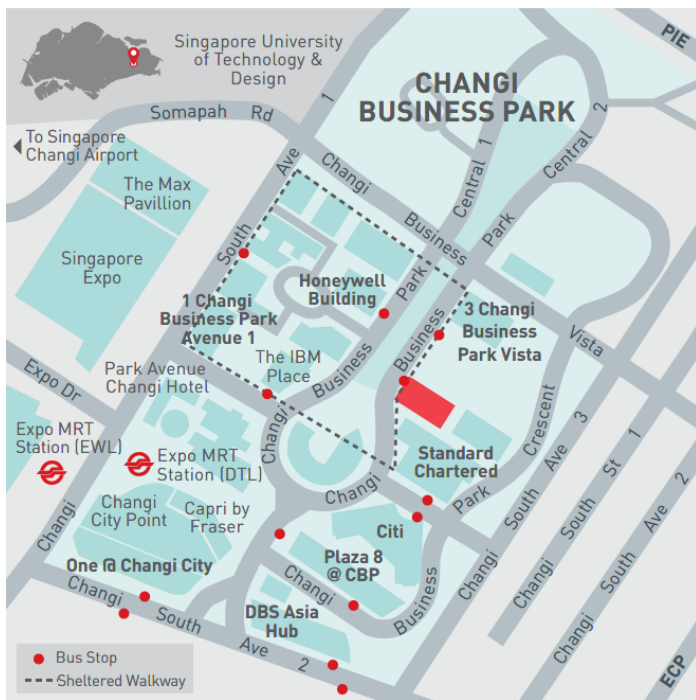 Singapore University
of Technology &
Design
CHANGI
BUSINESS PARK
PIE
To Singapore
Changi Airport
Somapah Rd
The Max
Pavillion
Singapore
Expo
South Ave 1
Changi Business Park Vista
Central 1
Central 2
Honeywell
Building
1 Changi
Business Park
Avenue 1
The IBM
Place
3 Changi
Business
Park Vista
Park Avenue
Changi Hotel
Expo Dr
Expo MRT
Station (EWL)
Expo MRT
Station (DTL)
Changi Business Park
Business Park
Changi
Standard
Chartered
Changi
City Point
Capri by
Fraser
Changi
Citi
Plaza 8
@ CBP
One @ Changi City
DBS Asia
Hub
Changi Business Park Crescent
Changi South Ave 3
Changi South St 1
Changi South Ave 2
Changi South Ave 2
ECP
Bus Stop
Sheltered Walkway